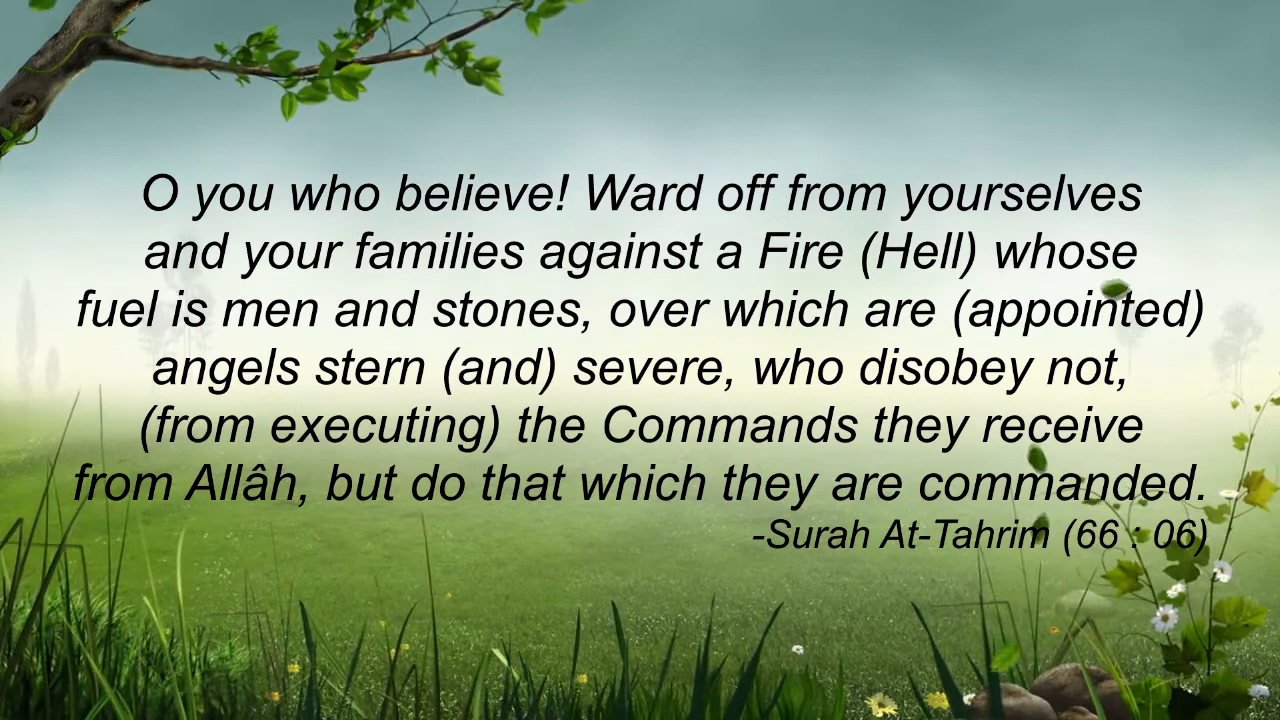 O you who believe! Ward off from yourselves
and your families against a Fire (Hell) whose
fuel is men and stones, over which are (appointed)
angels stern (and) severe, who disobey not,
(from executing) the Commands they receive
from Allâh, but do that which they are commanded.
-Surah At-Tahrim (66 : 06)